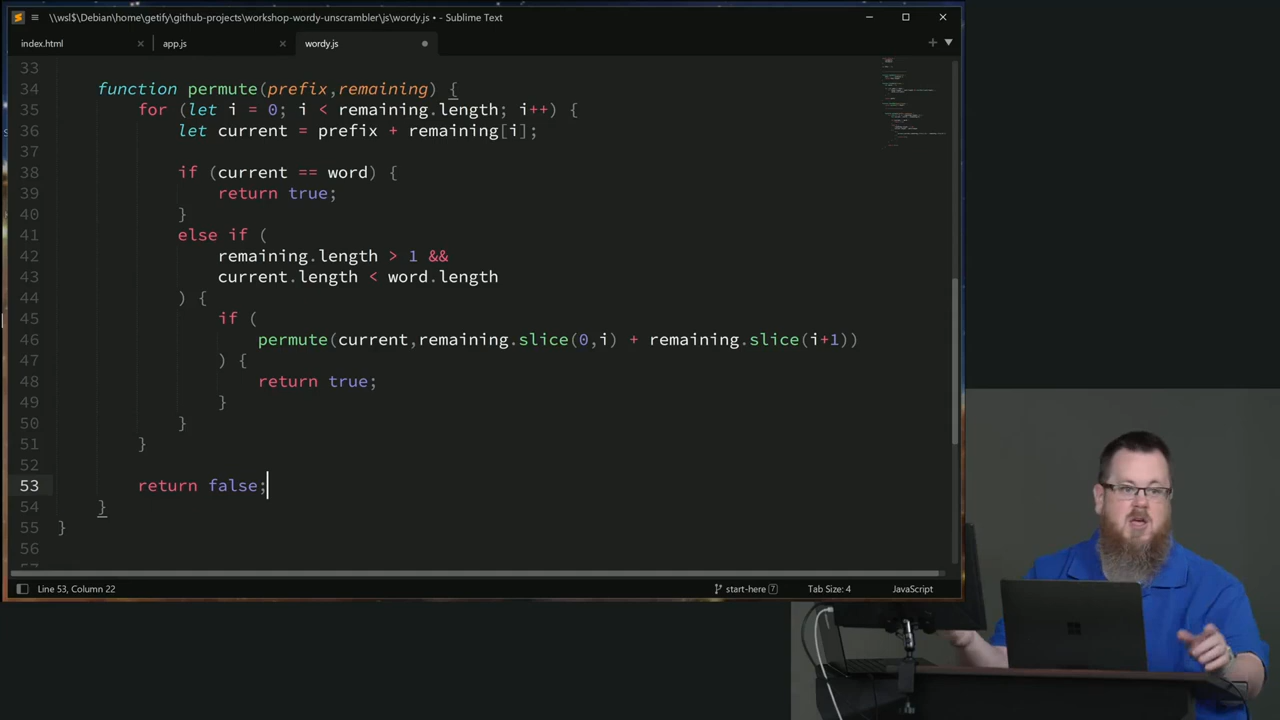 \\wsl$\Debian\home\getify\github-projects\workshop-wordy-unscrambler\js\wordy.js • - Sublime Text
index.html
app.js
wordy.js
33
34 function permute(prefix,remaining) {
35 for (let i = 0; i < remaining.length; i++) {
36 let current = prefix + remaining[i];
37
38 if (current == word) {
39 return true;
40 }
41 else if (
42 remaining.length > 1 &&
43 current.length < word.length
44 ) {
45 if (
46 permute(current,remaining.slice(0,i) + remaining.slice(i+1))
47 ) {
48 return true;
49 }
50 }
51 }
52
53 return false;
54 }
55 }
56
Line 53, Column 22
start-here 7
Tab Size: 4
JavaScript